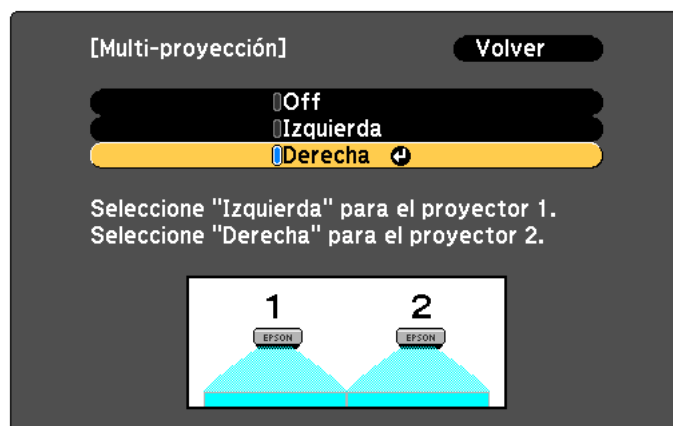 [Multi-proyección]
Volver
Off
Izquierda
Derecha
Seleccione "Izquierda" para el proyector 1.
Seleccione "Derecha" para el proyector 2.
1 2
EPSON EPSON